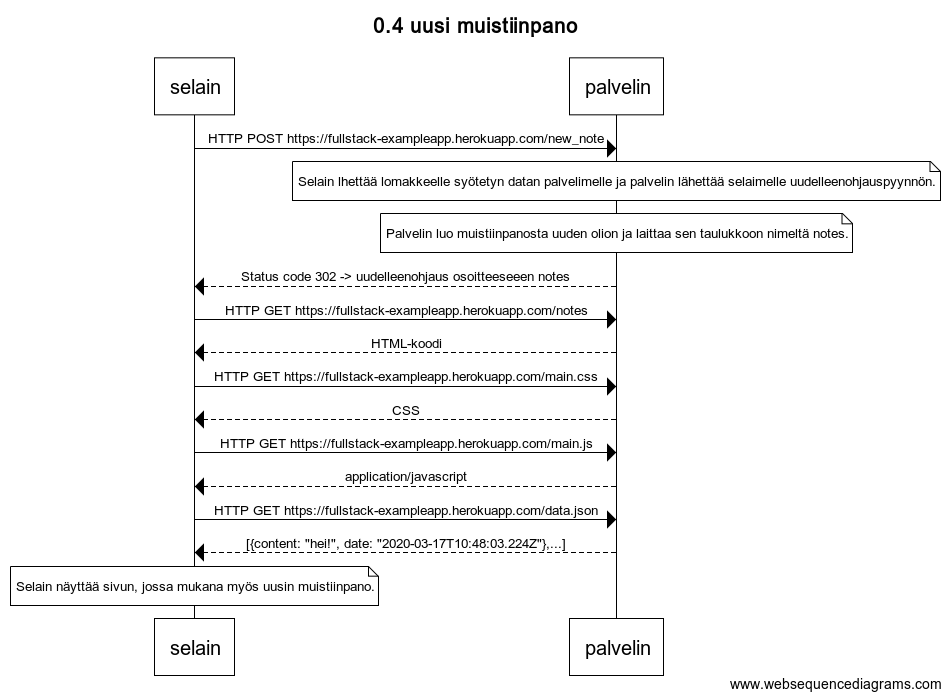 0.4 uusi muistiinpano
selain
palvelin
HTTP POST https://fullstack-exampleapp.herokuapp.com/new_note
Selain lhettää lomakkeelle syötetyn datan palvelimelle ja palvelin lähettää selaimelle uudelleenohjauspyynnön.
Palvelin luo muistiinpanosta uuden olion ja laittaa sen taulukkoon nimeltä notes.
Status code 302 -> uudelleenohjaus osoitteeseeen notes
HTTP GET https://fullstack-exampleapp.herokuapp.com/notes
HTML-koodi
HTTP GET https://fullstack-exampleapp.herokuapp.com/main.css
CSS
HTTP GET https://fullstack-exampleapp.herokuapp.com/main.js
application/javascript
HTTP GET https://fullstack-exampleapp.herokuapp.com/data.json
[{content: "hei!", date: "2020-03-17T10:48:03.224Z"},...]
Selain näyttää sivun, jossa mukana myös uusin muistiinpano.
selain
palvelin
www.websequencediagrams.com